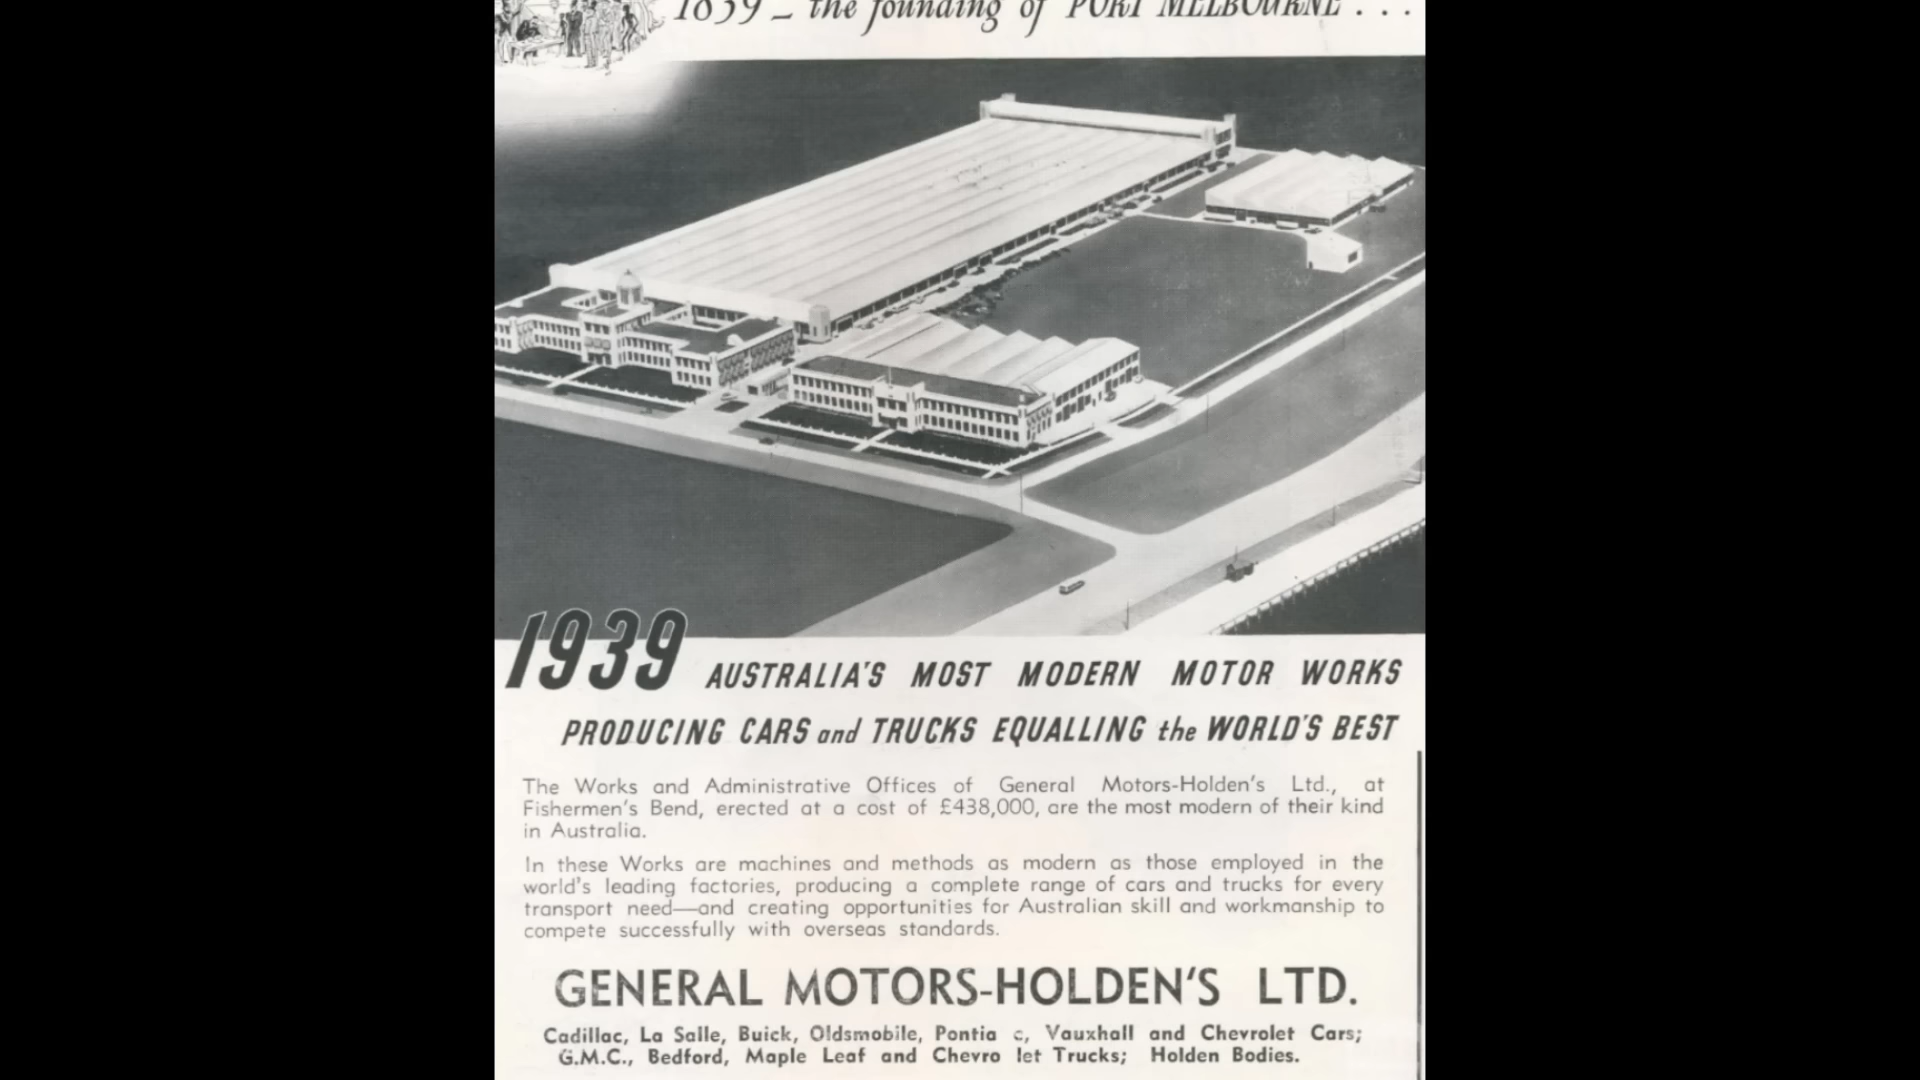 1839 – the founding of PORT MELBOURNE . . .
1939 AUSTRALIA'S MOST MODERN MOTOR WORKS
PRODUCING CARS and TRUCKS EQUALLING the WORLD'S BEST
The Works and Administrative Offices of General Motors-Holden's Ltd., at
Fishermen's Bend, erected at a cost of £438,000, are the most modern of their kind
in Australia.
In these Works are machines and methods as modern as those employed in the
world's leading factories, producing a complete range of cars and trucks for every
transport need—and creating opportunities for Australian skill and workmanship to
compete successfully with overseas standards.
GENERAL MOTORS-HOLDEN'S LTD.
Cadillac, La Salle, Buick, Oldsmobile, Pontia c, Vauxhall and Chevrolet Cars;
G.M.C., Bedford, Maple Leaf and Chevro let Trucks; Holden Bodies.